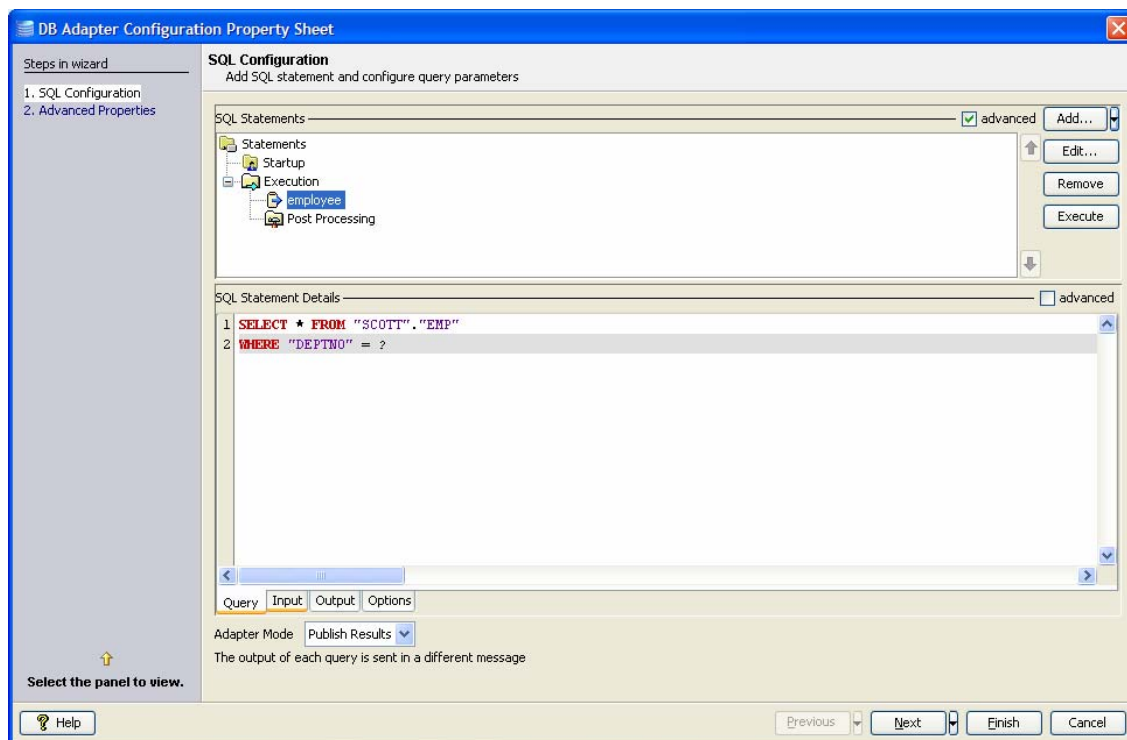 DB Adapter Configuration Property Sheet
Steps in wizard
1. SQL Configuration
2. Advanced Properties
SQL Configuration
Add SQL statement and configure query parameters
SQL Statements
advanced
Add...
Statements
Startup
Execution
employee
Post Processing
Edit...
Remove
Execute
SQL Statement Details
advanced
1 SELECT * FROM "SCOTT"."EMP"
2 WHERE "DEPTNO" = ?
Query Input Output Options
Adapter Mode Publish Results
The output of each query is sent in a different message
Select the panel to view.
? Help
Previous Next Finish Cancel